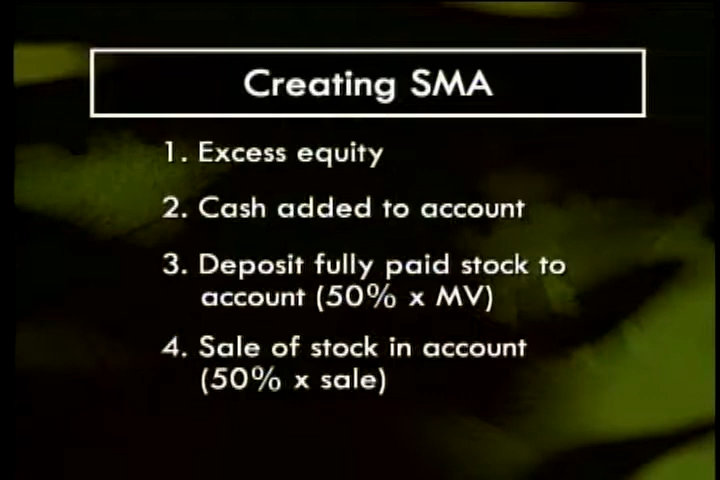 Creating SMA
1. Excess equity
2. Cash added to account
3. Deposit fully paid stock to
account (50% x MV)
4. Sale of stock in account
(50% x sale)